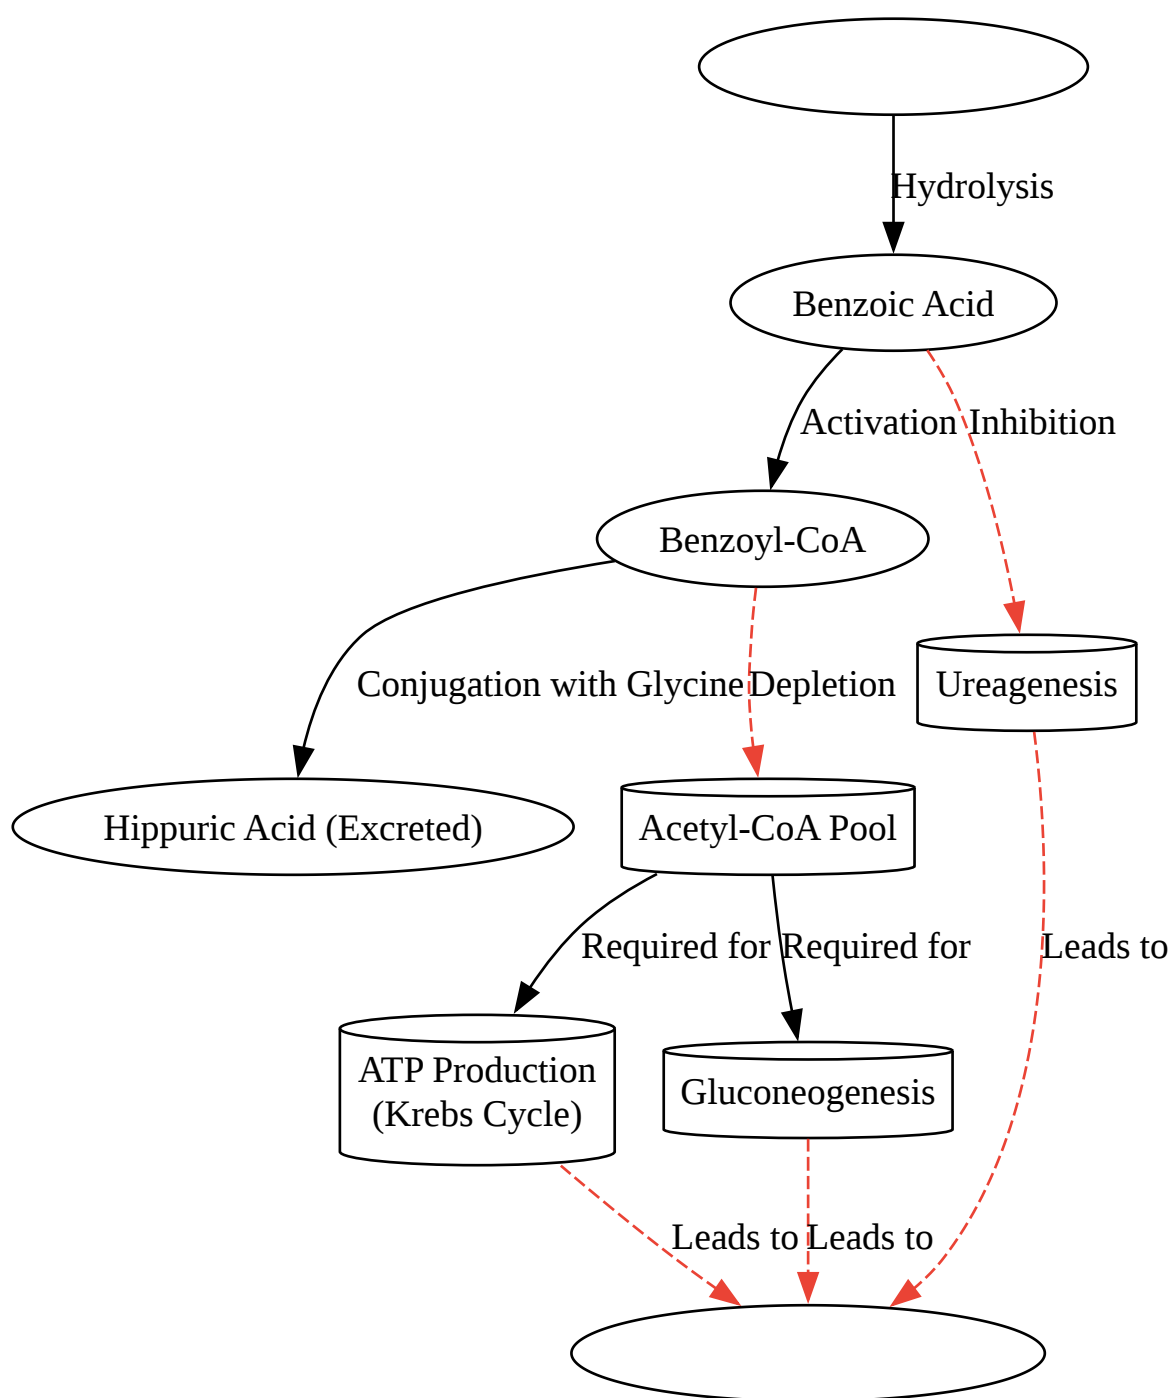 Hydrolysis
Benzoic Acid
Activation
Inhibition
Benzoyl-CoA
Conjugation with Glycine
Depletion
Ureagenesis
Hippuric Acid (Excreted)
Acetyl-CoA Pool
Required for
Required for
Leads to
ATP Production
(Krebs Cycle)
Gluconeogenesis
Leads to
Leads to